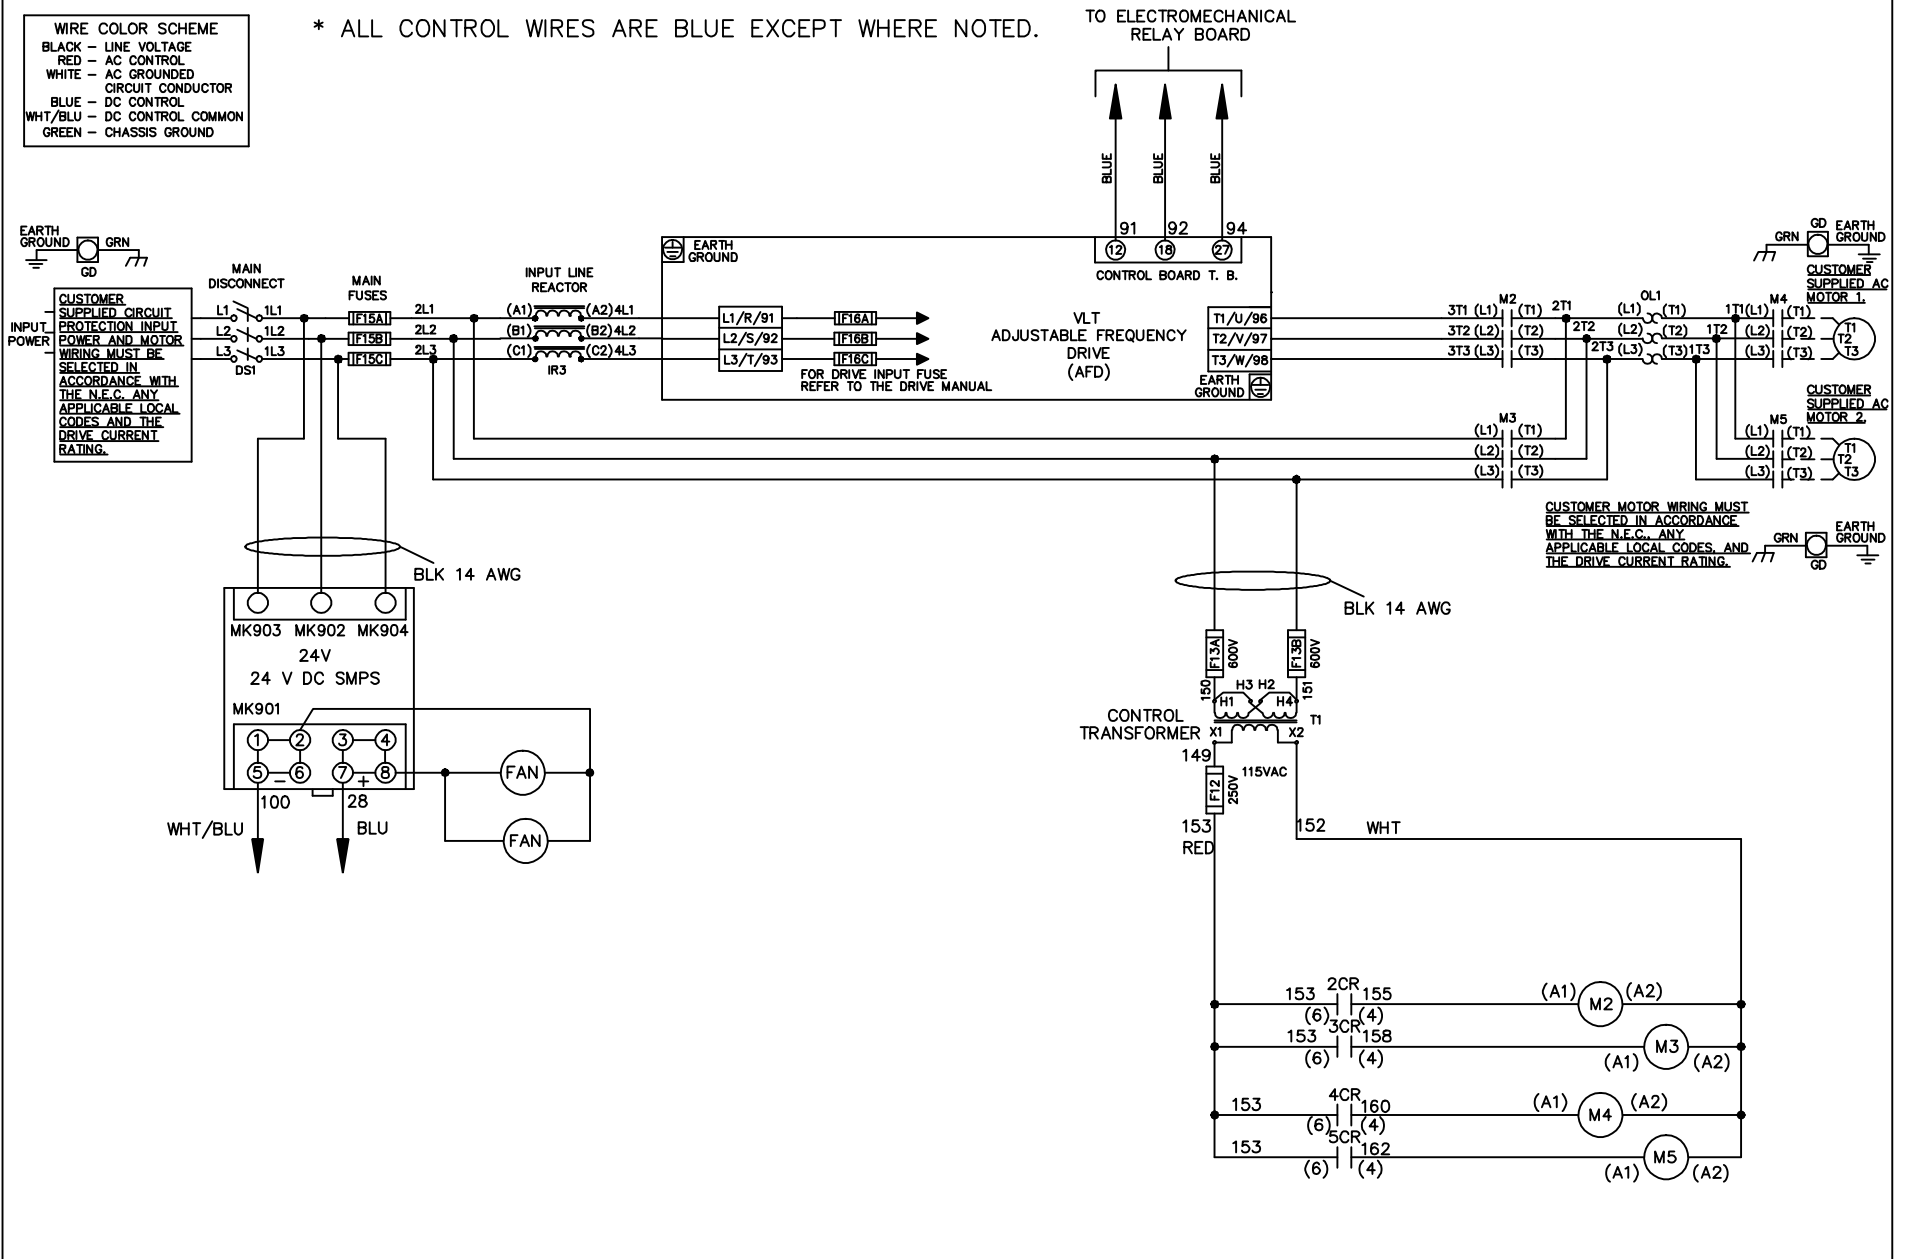 WIRE COLOR SCHEME
BLACK – LINE VOLTAGE
RED – AC CONTROL
WHITE – AC GROUNDED
CIRCUIT CONDUCTOR
BLUE – DC CONTROL
WHT/BLU – DC CONTROL COMMON
GREEN – CHASSIS GROUND
* ALL CONTROL WIRES ARE BLUE EXCEPT WHERE NOTED.
TO ELECTROMECHANICAL
RELAY BOARD
BLUE
BLUE
BLUE
91 92 94
12 18 27
CONTROL BOARD T. B.
EARTH
GROUND
GRN
GD
INPUT
POWER
CUSTOMER
SUPPLIED CIRCUIT
PROTECTION INPUT
POWER AND MOTOR
WIRING MUST BE
SELECTED IN
ACCORDANCE WITH
THE N.E.C. ANY
APPLICABLE LOCAL
CODES AND THE
DRIVE CURRENT
RATING.
MAIN
DISCONNECT
L1 1L1
L2 1L2
L3 1L3
DS1
MAIN
FUSES
F15A 2L1
F15B 2L2
F15C 2L3
INPUT LINE
REACTOR
(A1) (A2) 4L1
(B1) (B2) 4L2
(C1) (C2) 4L3
IR3
EARTH
GROUND
L1/R/91 F16A
L2/S/92 F16B
L3/T/93 F16C
FOR DRIVE INPUT FUSE
REFER TO THE DRIVE MANUAL
VLT
ADJUSTABLE FREQUENCY
DRIVE
(AFD)
T1/U/96
T2/V/97
T3/W/98
EARTH
GROUND
M2
3T1 (L1) (T1) 2T1
3T2 (L2) (T2) 2T2
3T3 (L3) (T3) 2T3
OL1
(L1) (T1) 1T1
(L2) (T2) 1T2
(L3) (T3) 1T3
M4
(L1) (T1)
(L2) (T2)
(L3) (T3)
T1
T2
T3
GD
GRN
EARTH
GROUND
CUSTOMER
SUPPLIED AC
MOTOR 1.
M3
(L1) (T1)
(L2) (T2)
(L3) (T3)
CUSTOMER
SUPPLIED AC
MOTOR 2.
M5
(L1) (T1)
(L2) (T2)
(L3) (T3)
T1
T2
T3
CUSTOMER MOTOR WIRING MUST
BE SELECTED IN ACCORDANCE
WITH THE N.E.C., ANY
APPLICABLE LOCAL CODES, AND
THE DRIVE CURRENT RATING.
GRN
GD
EARTH
GROUND
BLK 14 AWG
MK903 MK902 MK904
24V
24 V DC SMPS
MK901
1 2 3 4
5 – 6 7 + 8
100 28
WHT/BLU BLU
FAN
FAN
BLK 14 AWG
F13A 600V
F13B 600V
150 151
H1 H3 H2 H4
CONTROL
TRANSFORMER
T1
X1 X2
149
115VAC
F12 250V
153
RED
152 WHT
2CR
153 155 (A1) M2 (A2)
(6) (4)
3CR
153 158 M3
(6) (4) (A1) (A2)
4CR
153 160 (A1) M4 (A2)
(6) (4)
5CR
153 162 M5
(6) (4) (A1) (A2)